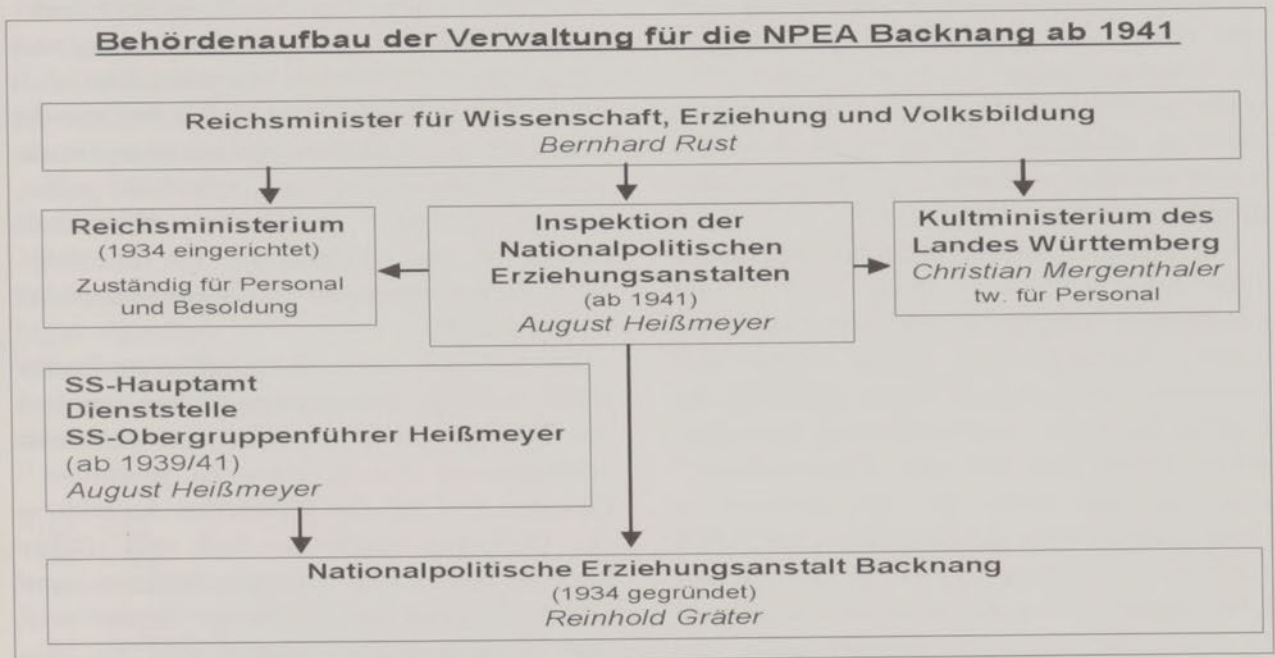 Behördenaufbau der Verwaltung für die NPEA Backnang ab 1941
Reichsminister für Wissenschaft, Erziehung und Volksbildung
Bernhard Rust
Reichsministerium
(1934 eingerichtet)
Zuständig für Personal
und Besoldung
Inspektion der
Nationalpolitischen
Erziehungsanstalten
(ab 1941)
August Heißmeyer
Kultministerium des
Landes Württemberg
Christian Mergenthaler
tw. für Personal
SS-Hauptamt
Dienststelle
SS-Obergruppenführer Heißmeyer
(ab 1939/41)
August Heißmeyer
Nationalpolitische Erziehungsanstalt Backnang
(1934 gegründet)
Reinhold Gräter